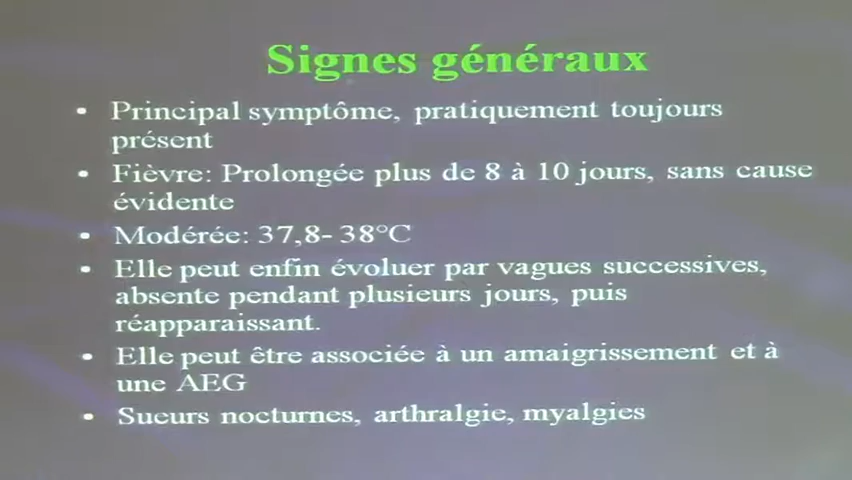 Signes généraux
• Principal symptôme, pratiquement toujours
présent
• Fièvre: Prolongée plus de 8 à 10 jours, sans cause
évidente
• Modérée: 37,8- 38°C
• Elle peut enfin évoluer par vagues successives,
absente pendant plusieurs jours, puis
réapparaissant.
• Elle peut être associée à un amaigrissement et à
une AEG
• Sueurs nocturnes, arthralgie, myalgies